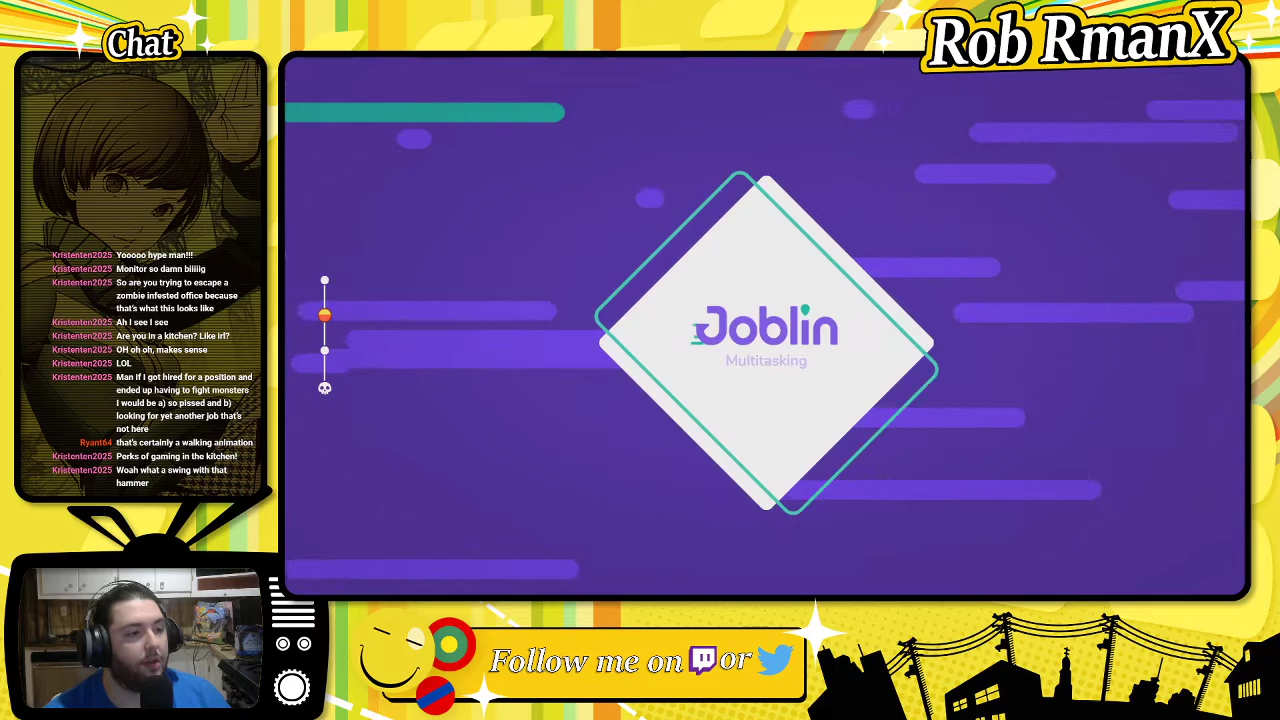 Chat
Rob RmanX
Kristenten2025 Yooooo hype man!!!
Kristenten2025 Monitor so damn biiiiig
Kristenten2025 So are you trying to escape a
zombie infested office because
that's what this looks like
Kristenten2025 Ah I see I see
Kristenten2025 Are you in a kitchen? Like irl?
Kristenten2025 OH oh oh, makes sense
Kristenten2025 LOL
Kristenten2025 Man if I got hired for a position and
ended up having to fight monsters
I would be a) so pissed and b)
looking for yet another job that's
not here
Ryant64 that's certainly a walking animation
Kristenten2025 Perks of gaming in the kitchen!
Kristenten2025 Woah what a swing with that
hammer
Joblin
Multitasking
Follow me on or